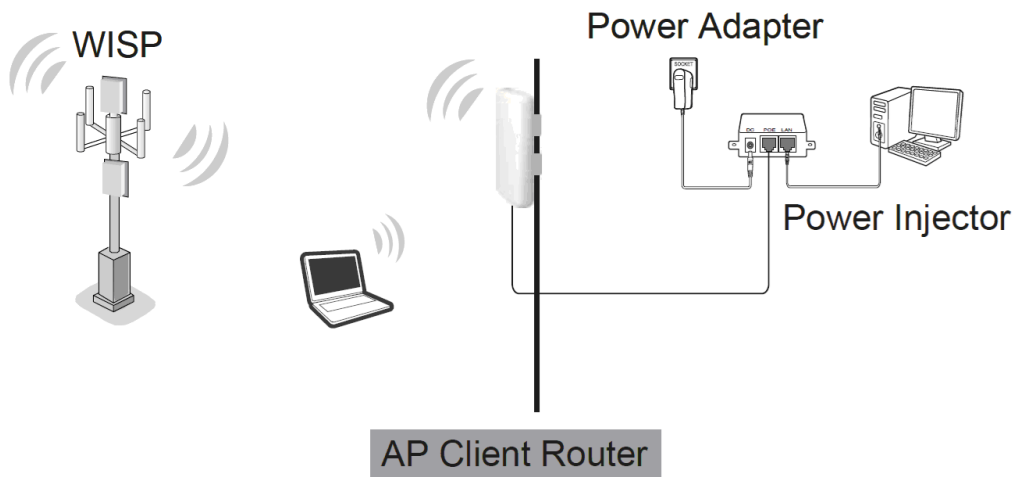 WISP
Power Adapter
SOCKET
DC POE LAN
Power Injector
AP Client Router